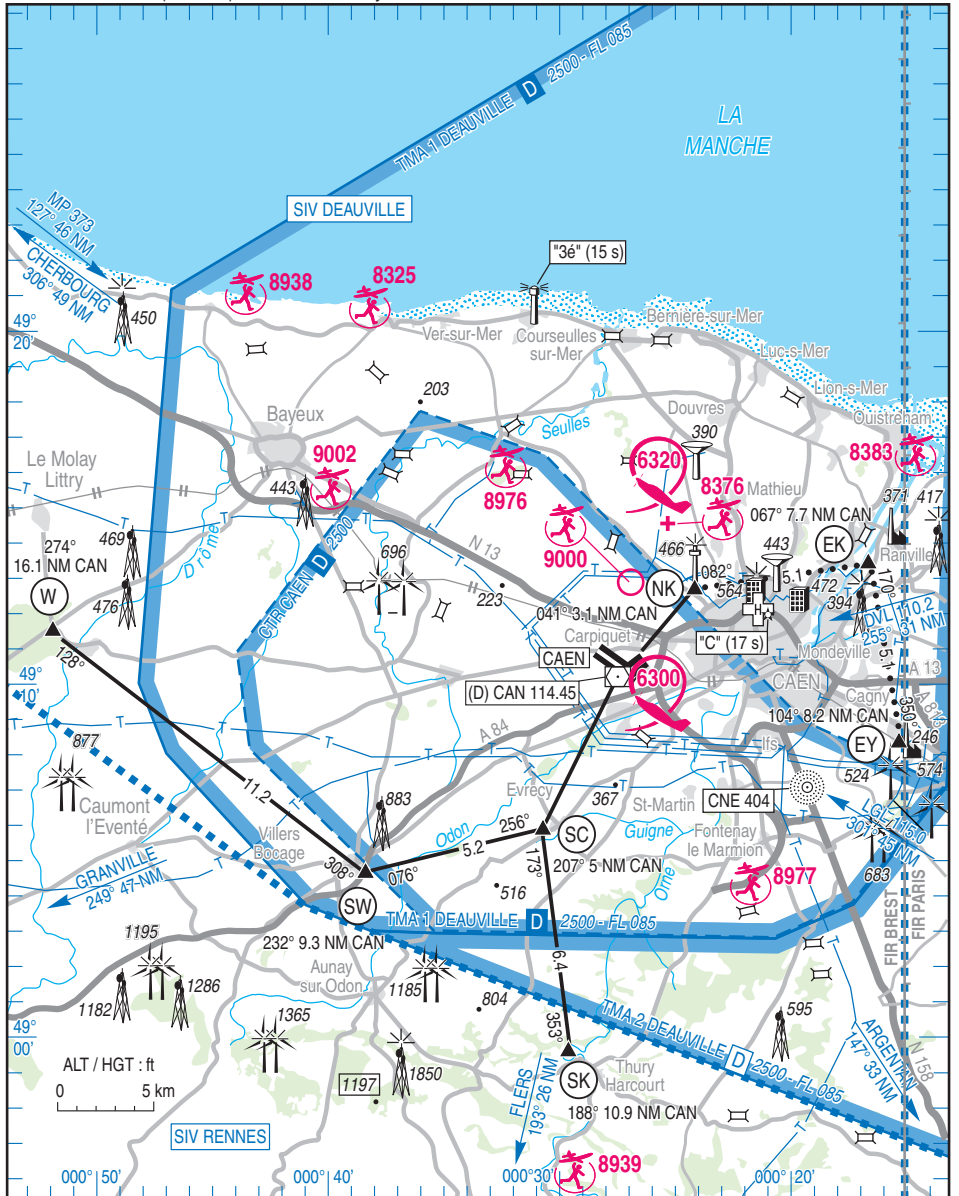 TMA 1 DEAUVILLE D 2500 - FL 085
LA
MANCHE
SIV DEAUVILLE
MP 373
127° 46 NM
CHERBOURG
306° 49 NM
450
8938
8325
"3é" (15 s)
49°
20'
Ver-sur-Mer
Courseulles
sur-Mer
Bernière-sur-Mer
Luc-s-Mer
Lion-s-Mer
Ouistreham
203
Bayeux
Seulles
Douvres
390
6320
8383
Le Molay
Littry
9002
443
8976
8376
Mathieu
371
417
067° 7.7 NM CAN
EK
274°
16.1 NM CAN
469
Drôme
CTR CAEN D 2500
696
N 13
9000
466
443
Ranville
W
476
223
NK
082°
564
5.1
472
394
170°
041° 3.1 NM CAN
DVL 110.2
255° 31 NM
128°
Carpiquet
"C" (17 s)
Mondeville
CAEN
6300
CAEN
5.1
A 13
49°
10'
(D) CAN 114.45
Cagny
A 813
350°
877
A 84
104° 8.2 NM CAN
246
Ifs
EY
574
524
Caumont
l'Eventé
11.2
883
Evrecy
367
St-Martin
CNE 404
LGL 115.0
301° 45 NM
Villers
Bocage
Odon
256°
5.2
SC
Guigne
Fontenay
le Marmion
GRANVILLE
249° 47 NM
308°
076°
173°
207° 5 NM CAN
Orne
8977
683
SW
516
TMA 1 DEAUVILLE D 2500 - FL 085
FIR BREST
FIR PARIS
232° 9.3 NM CAN
1195
Aunay
sur Odon
6.4
1182
1286
1185
804
1365
TMA 2 DEAUVILLE D 2500 - FL 085
595
49°
00'
353°
ARGENTAN
147° 33 NM
N 158
ALT / HGT : ft
0 5 km
1850
1197
SK
Thury
Harcourt
FLERS
193° 26 NM
188° 10.9 NM CAN
SIV RENNES
8939
000° 50'
000° 40'
000° 30'
000° 20'